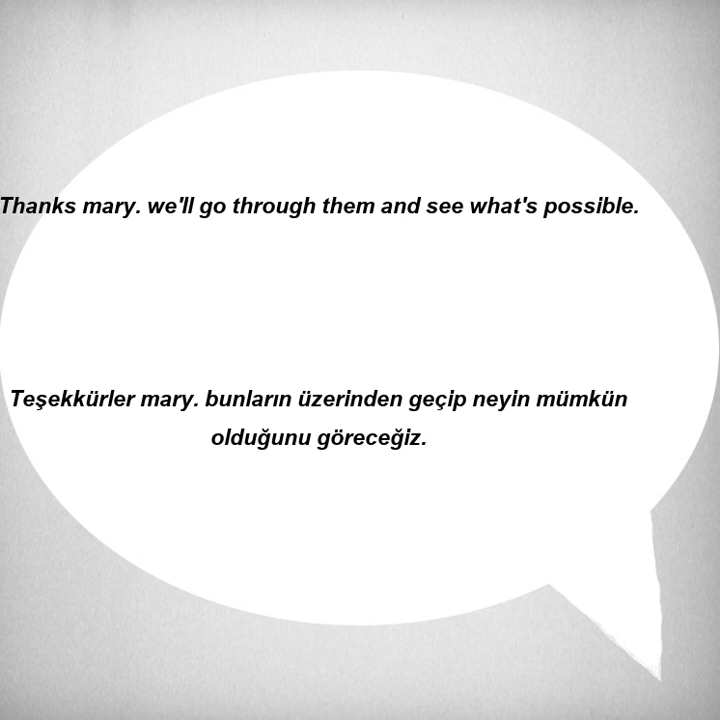 Thanks mary. we'll go through them and see what's possible.
Teşekkürler mary. bunların üzerinden geçip neyin mümkün
olduğunu göreceğiz.